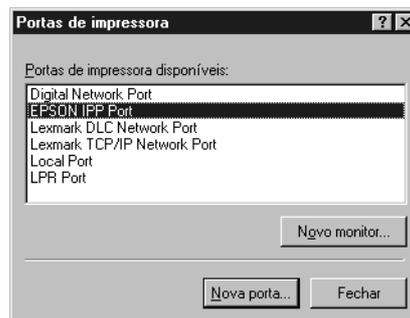 Portas de impressora
Portas de impressora disponíveis:
Digital Network Port
EPSON IPP Port
Lexmark DLC Network Port
Lexmark TCP/IP Network Port
Local Port
LPR Port
Novo monitor...
Nova porta...
Fechar